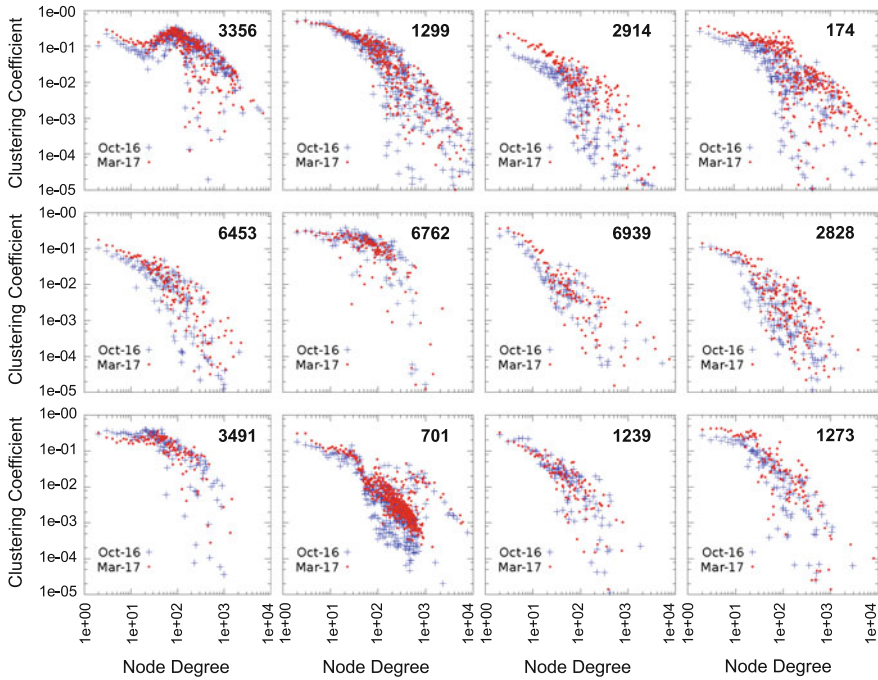 Clustering Coefficient
1e-00
1e-01
1e-02
1e-03
1e-04
1e-05
3356
Oct-16
Mar-17
1299
Oct-16
Mar-17
2914
Oct-16
Mar-17
174
Oct-16
Mar-17
Clustering Coefficient
1e-00
1e-01
1e-02
1e-03
1e-04
1e-05
6453
Oct-16
Mar-17
6762
Oct-16
Mar-17
6939
Oct-16
Mar-17
2828
Oct-16
Mar-17
Clustering Coefficient
1e-00
1e-01
1e-02
1e-03
1e-04
1e-05
3491
Oct-16
Mar-17
701
Oct-16
Mar-17
1239
Oct-16
Mar-17
1273
Oct-16
Mar-17
1e+00
1e+01
1e+02
1e+03
1e+04
1e+00
1e+01
1e+02
1e+03
1e+04
1e+00
1e+01
1e+02
1e+03
1e+04
1e+00
1e+01
1e+02
1e+03
1e+04
Node Degree
Node Degree
Node Degree
Node Degree